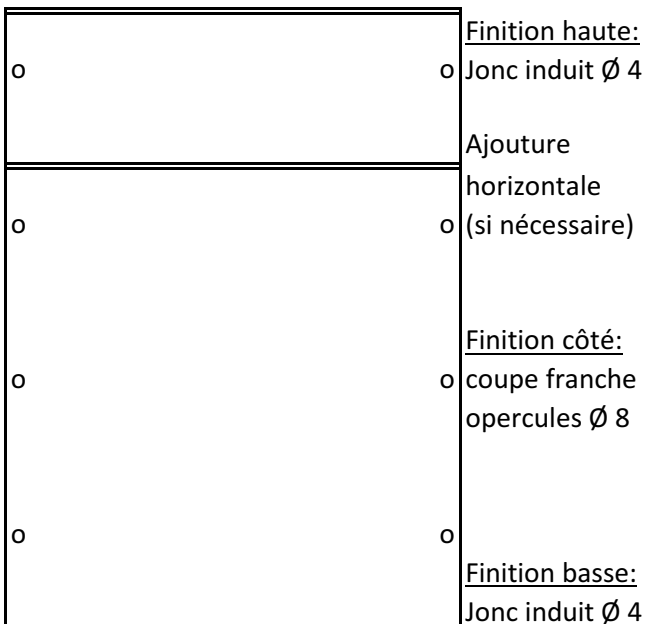 Finition haute:
o o Jonc induit Ø 4
Ajouture
horizontale
o o (si nécessaire)
Finition côté:
o o coupe franche
opercules Ø 8
o o
Finition basse:
Jonc induit Ø 4